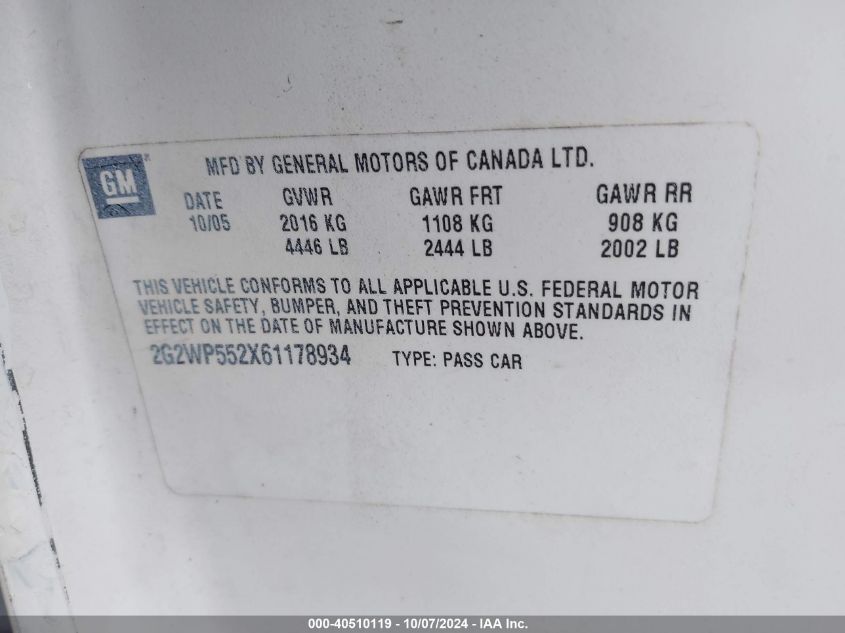 GM
MFD BY GENERAL MOTORS OF CANADA LTD.
DATE GVWR GAWR FRT GAWR RR
10/05 2016 KG 1108 KG 908 KG
4446 LB 2444 LB 2002 LB
THIS VEHICLE CONFORMS TO ALL APPLICABLE U.S. FEDERAL MOTOR
VEHICLE SAFETY, BUMPER, AND THEFT PREVENTION STANDARDS IN
EFFECT ON THE DATE OF MANUFACTURE SHOWN ABOVE.
2G2WP552X61178934 TYPE: PASS CAR
000-40510119 - 10/07/2024 - IAA Inc.